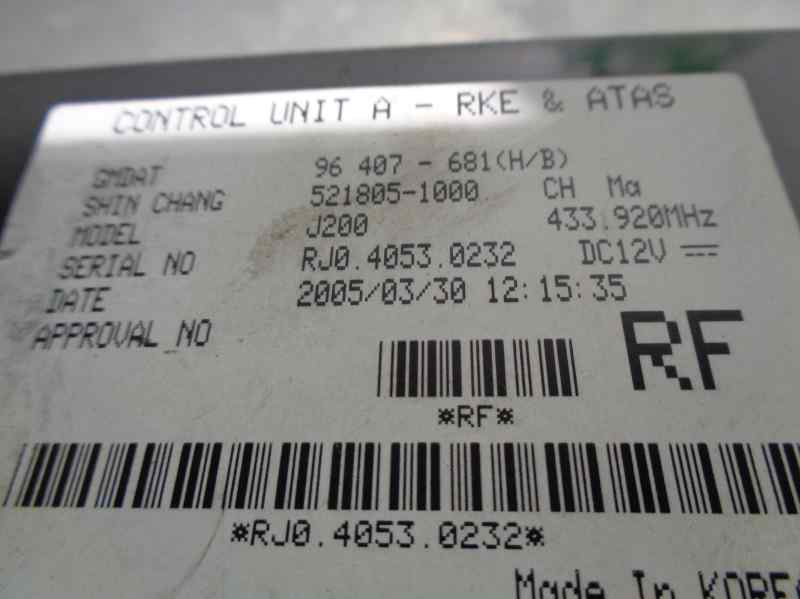 CONTROL UNIT A - RKE & ATAS
GMDAT 96 407 - 681(H/B)
SHIN CHANG 521805-1000 CH Ma
MODEL J200 433.920MHz
SERIAL NO RJ0.4053.0232 DC12V
DATE 2005/03/30 12:15:35
APPROVAL NO
RF
*RF*
*RJ0.4053.0232*
Made In KOREA